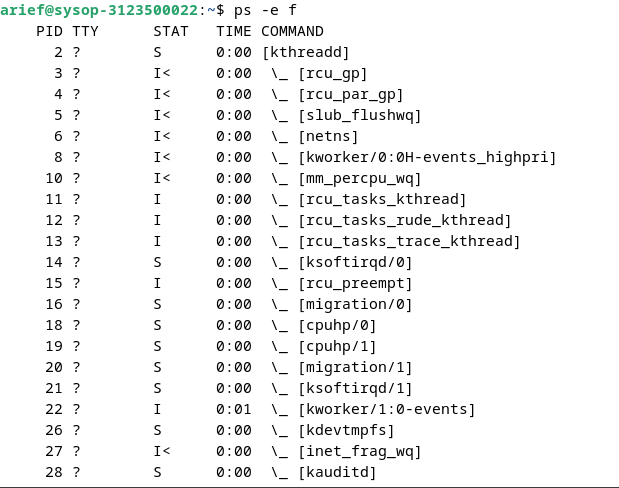 arief@sysop-3123500022:~$ ps -e f
    PID TTY      STAT   TIME COMMAND
      2 ?        S      0:00 [kthreadd]
      3 ?        I<     0:00  \_ [rcu_gp]
      4 ?        I<     0:00  \_ [rcu_par_gp]
      5 ?        I<     0:00  \_ [slub_flushwq]
      6 ?        I<     0:00  \_ [netns]
      8 ?        I<     0:00  \_ [kworker/0:0H-events_highpri]
     10 ?        I<     0:00  \_ [mm_percpu_wq]
     11 ?        I      0:00  \_ [rcu_tasks_kthread]
     12 ?        I      0:00  \_ [rcu_tasks_rude_kthread]
     13 ?        I      0:00  \_ [rcu_tasks_trace_kthread]
     14 ?        S      0:00  \_ [ksoftirqd/0]
     15 ?        I      0:00  \_ [rcu_preempt]
     16 ?        S      0:00  \_ [migration/0]
     18 ?        S      0:00  \_ [cpuhp/0]
     19 ?        S      0:00  \_ [cpuhp/1]
     20 ?        S      0:00  \_ [migration/1]
     21 ?        S      0:00  \_ [ksoftirqd/1]
     22 ?        I      0:01  \_ [kworker/1:0-events]
     26 ?        S      0:00  \_ [kdevtmpfs]
     27 ?        I<     0:00  \_ [inet_frag_wq]
     28 ?        S      0:00  \_ [kauditd]